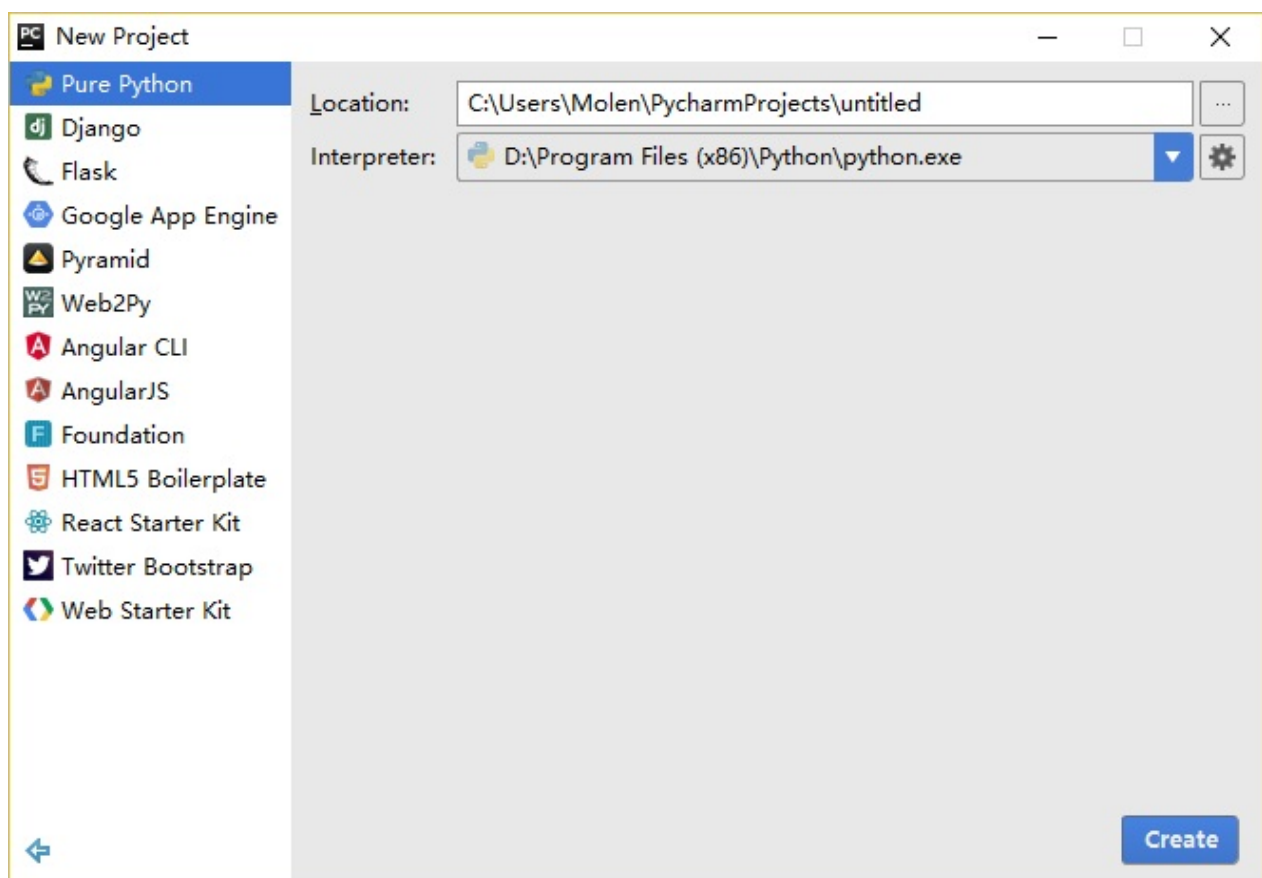 New Project
Pure Python
Django
Flask
Google App Engine
Pyramid
Web2Py
Angular CLI
AngularJS
Foundation
HTML5 Boilerplate
React Starter Kit
Twitter Bootstrap
Web Starter Kit
Location: C:\Users\Molen\PycharmProjects\untitled ...
Interpreter: D:\Program Files (x86)\Python\python.exe
Create